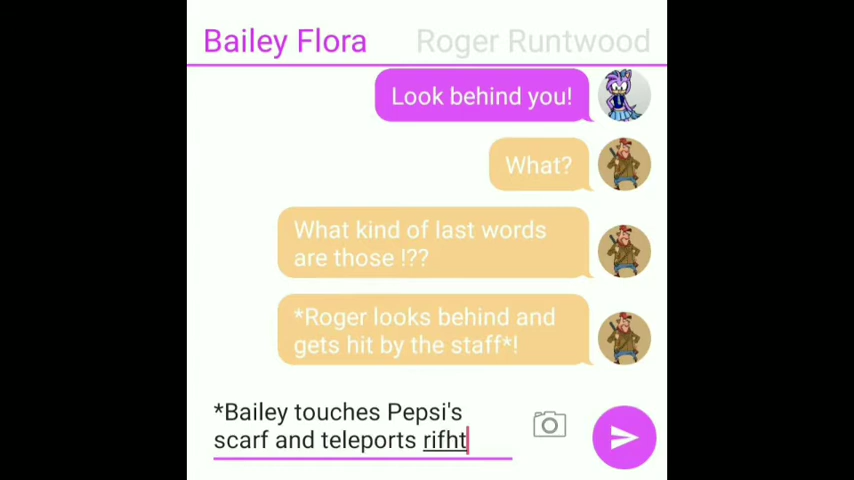 Bailey Flora Roger Runtwood
Look behind you!
What?
What kind of last words
are those !??
*Roger looks behind and
gets hit by the staff*!
*Bailey touches Pepsi's
scarf and teleports rifht